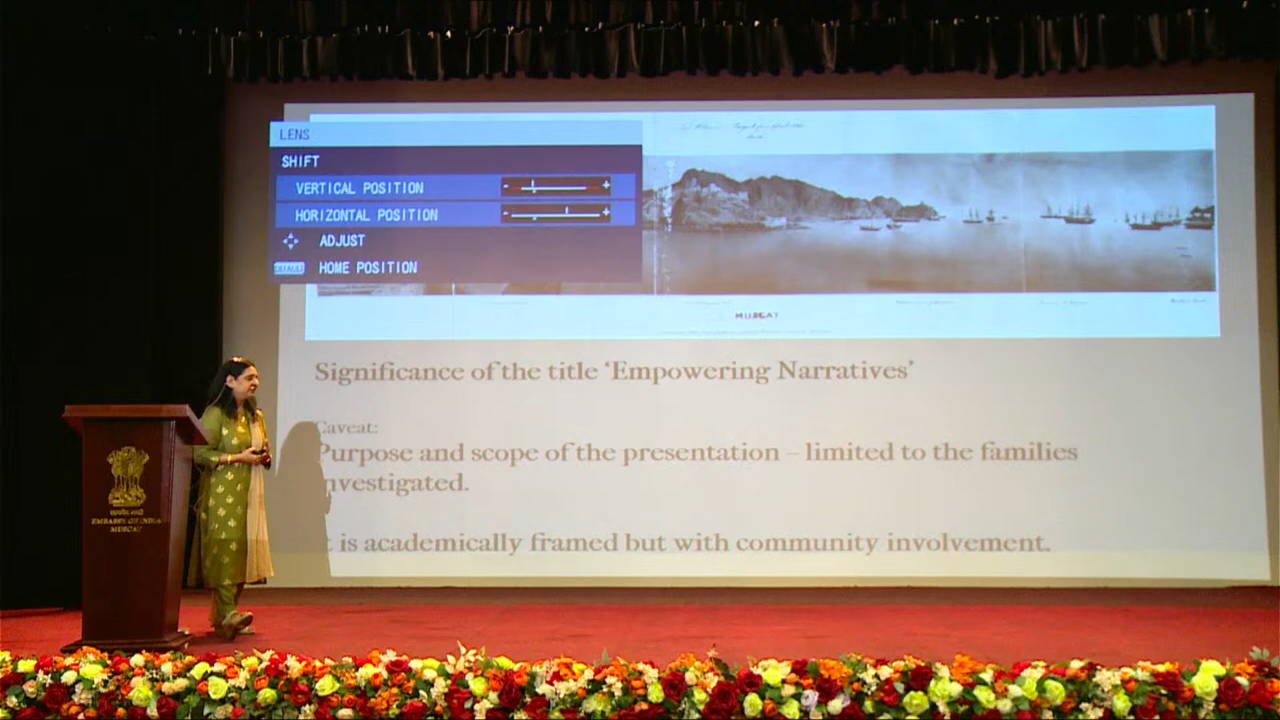 LENS
SHIFT
VERTICAL POSITION - +
HORIZONTAL POSITION - +
ADJUST
DEFAULT HOME POSITION
MUSCAT
Significance of the title ‘Empowering Narratives’
Caveat:
Purpose and scope of the presentation – limited to the families
investigated.
t is academically framed but with community involvement.
EMBASSY OF INDIA
MUSCAT